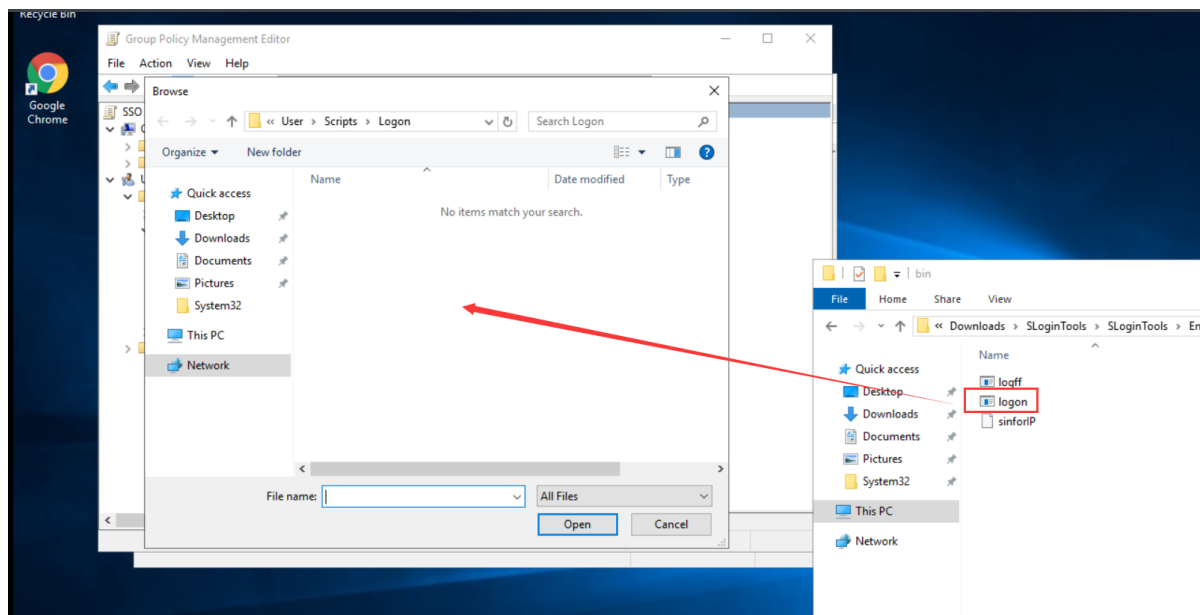 Recycle Bin
Google
Chrome
Group Policy Management Editor
File Action View Help
SSO
Browse
« User › Scripts › Logon
Search Logon
Organize
New folder
Name
Date modified
Type
No items match your search.
Quick access
Desktop
Downloads
Documents
Pictures
System32
This PC
Network
File name:
All Files
Open
Cancel
bin
File Home Share View
« Downloads › SLoginTools › SLoginTools › En
Name
Quick access
Desktop
Downloads
Documents
Pictures
System32
This PC
Network
logff
logon
sinforIP